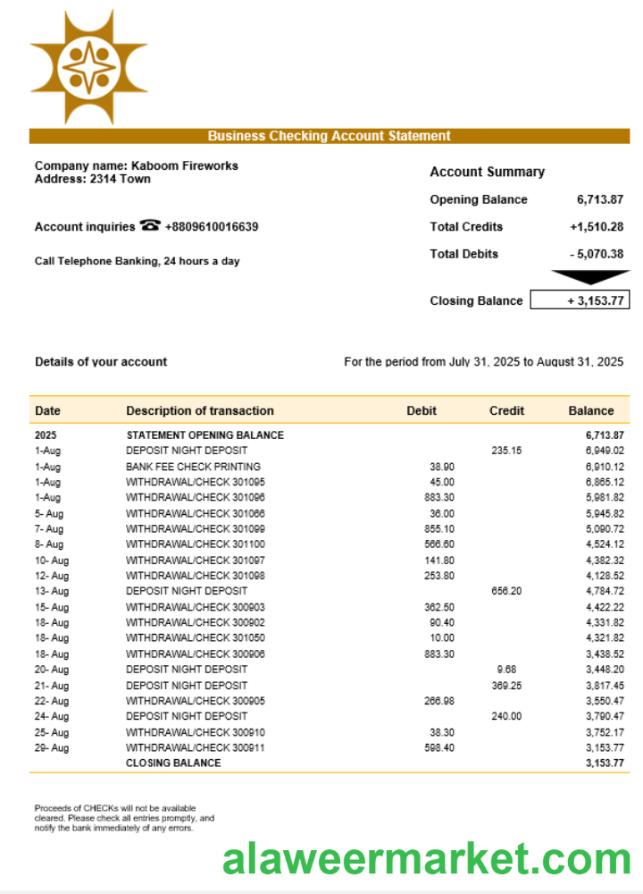 Business Checking Account Statement
Company name: Kaboom Fireworks
Address: 2314 Town
Account inquiries ☎ +8809610016639
Call Telephone Banking, 24 hours a day
Account Summary
Opening Balance 6,713.87
Total Credits +1,510.28
Total Debits - 5,070.38
Closing Balance + 3,153.77
Details of your account For the period from July 31, 2025 to August 31, 2025
Date Description of transaction Debit Credit Balance
2025 STATEMENT OPENING BALANCE 6,713.87
1-Aug DEPOSIT NIGHT DEPOSIT 235.15 6,949.02
1-Aug BANK FEE CHECK PRINTING 38.90 6,910.12
1-Aug WITHDRAWAL/CHECK 301095 45.00 6,865.12
1-Aug WITHDRAWAL/CHECK 301096 883.30 5,981.82
5- Aug WITHDRAWAL/CHECK 301066 36.00 5,945.82
7- Aug WITHDRAWAL/CHECK 301099 855.10 5,090.72
8- Aug WITHDRAWAL/CHECK 301100 566.60 4,524.12
10- Aug WITHDRAWAL/CHECK 301097 141.80 4,382.32
12- Aug WITHDRAWAL/CHECK 301098 253.80 4,128.52
13- Aug DEPOSIT NIGHT DEPOSIT 656.20 4,784.72
15- Aug WITHDRAWAL/CHECK 300903 362.50 4,422.22
18- Aug WITHDRAWAL/CHECK 300902 90.40 4,331.82
18- Aug WITHDRAWAL/CHECK 301050 10.00 4,321.82
18- Aug WITHDRAWAL/CHECK 300906 883.30 3,438.52
20- Aug DEPOSIT NIGHT DEPOSIT 9.68 3,448.20
21- Aug DEPOSIT NIGHT DEPOSIT 369.25 3,817.45
22- Aug WITHDRAWAL/CHECK 300905 266.98 3,550.47
24- Aug DEPOSIT NIGHT DEPOSIT 240.00 3,790.47
25- Aug WITHDRAWAL/CHECK 300910 38.30 3,752.17
29- Aug WITHDRAWAL/CHECK 300911 598.40 3,153.77
CLOSING BALANCE 3,153.77
Proceeds of CHECKs will not be available
cleared. Please check all entries promptly, and
notify the bank immediately of any errors.
alaweermarket.com